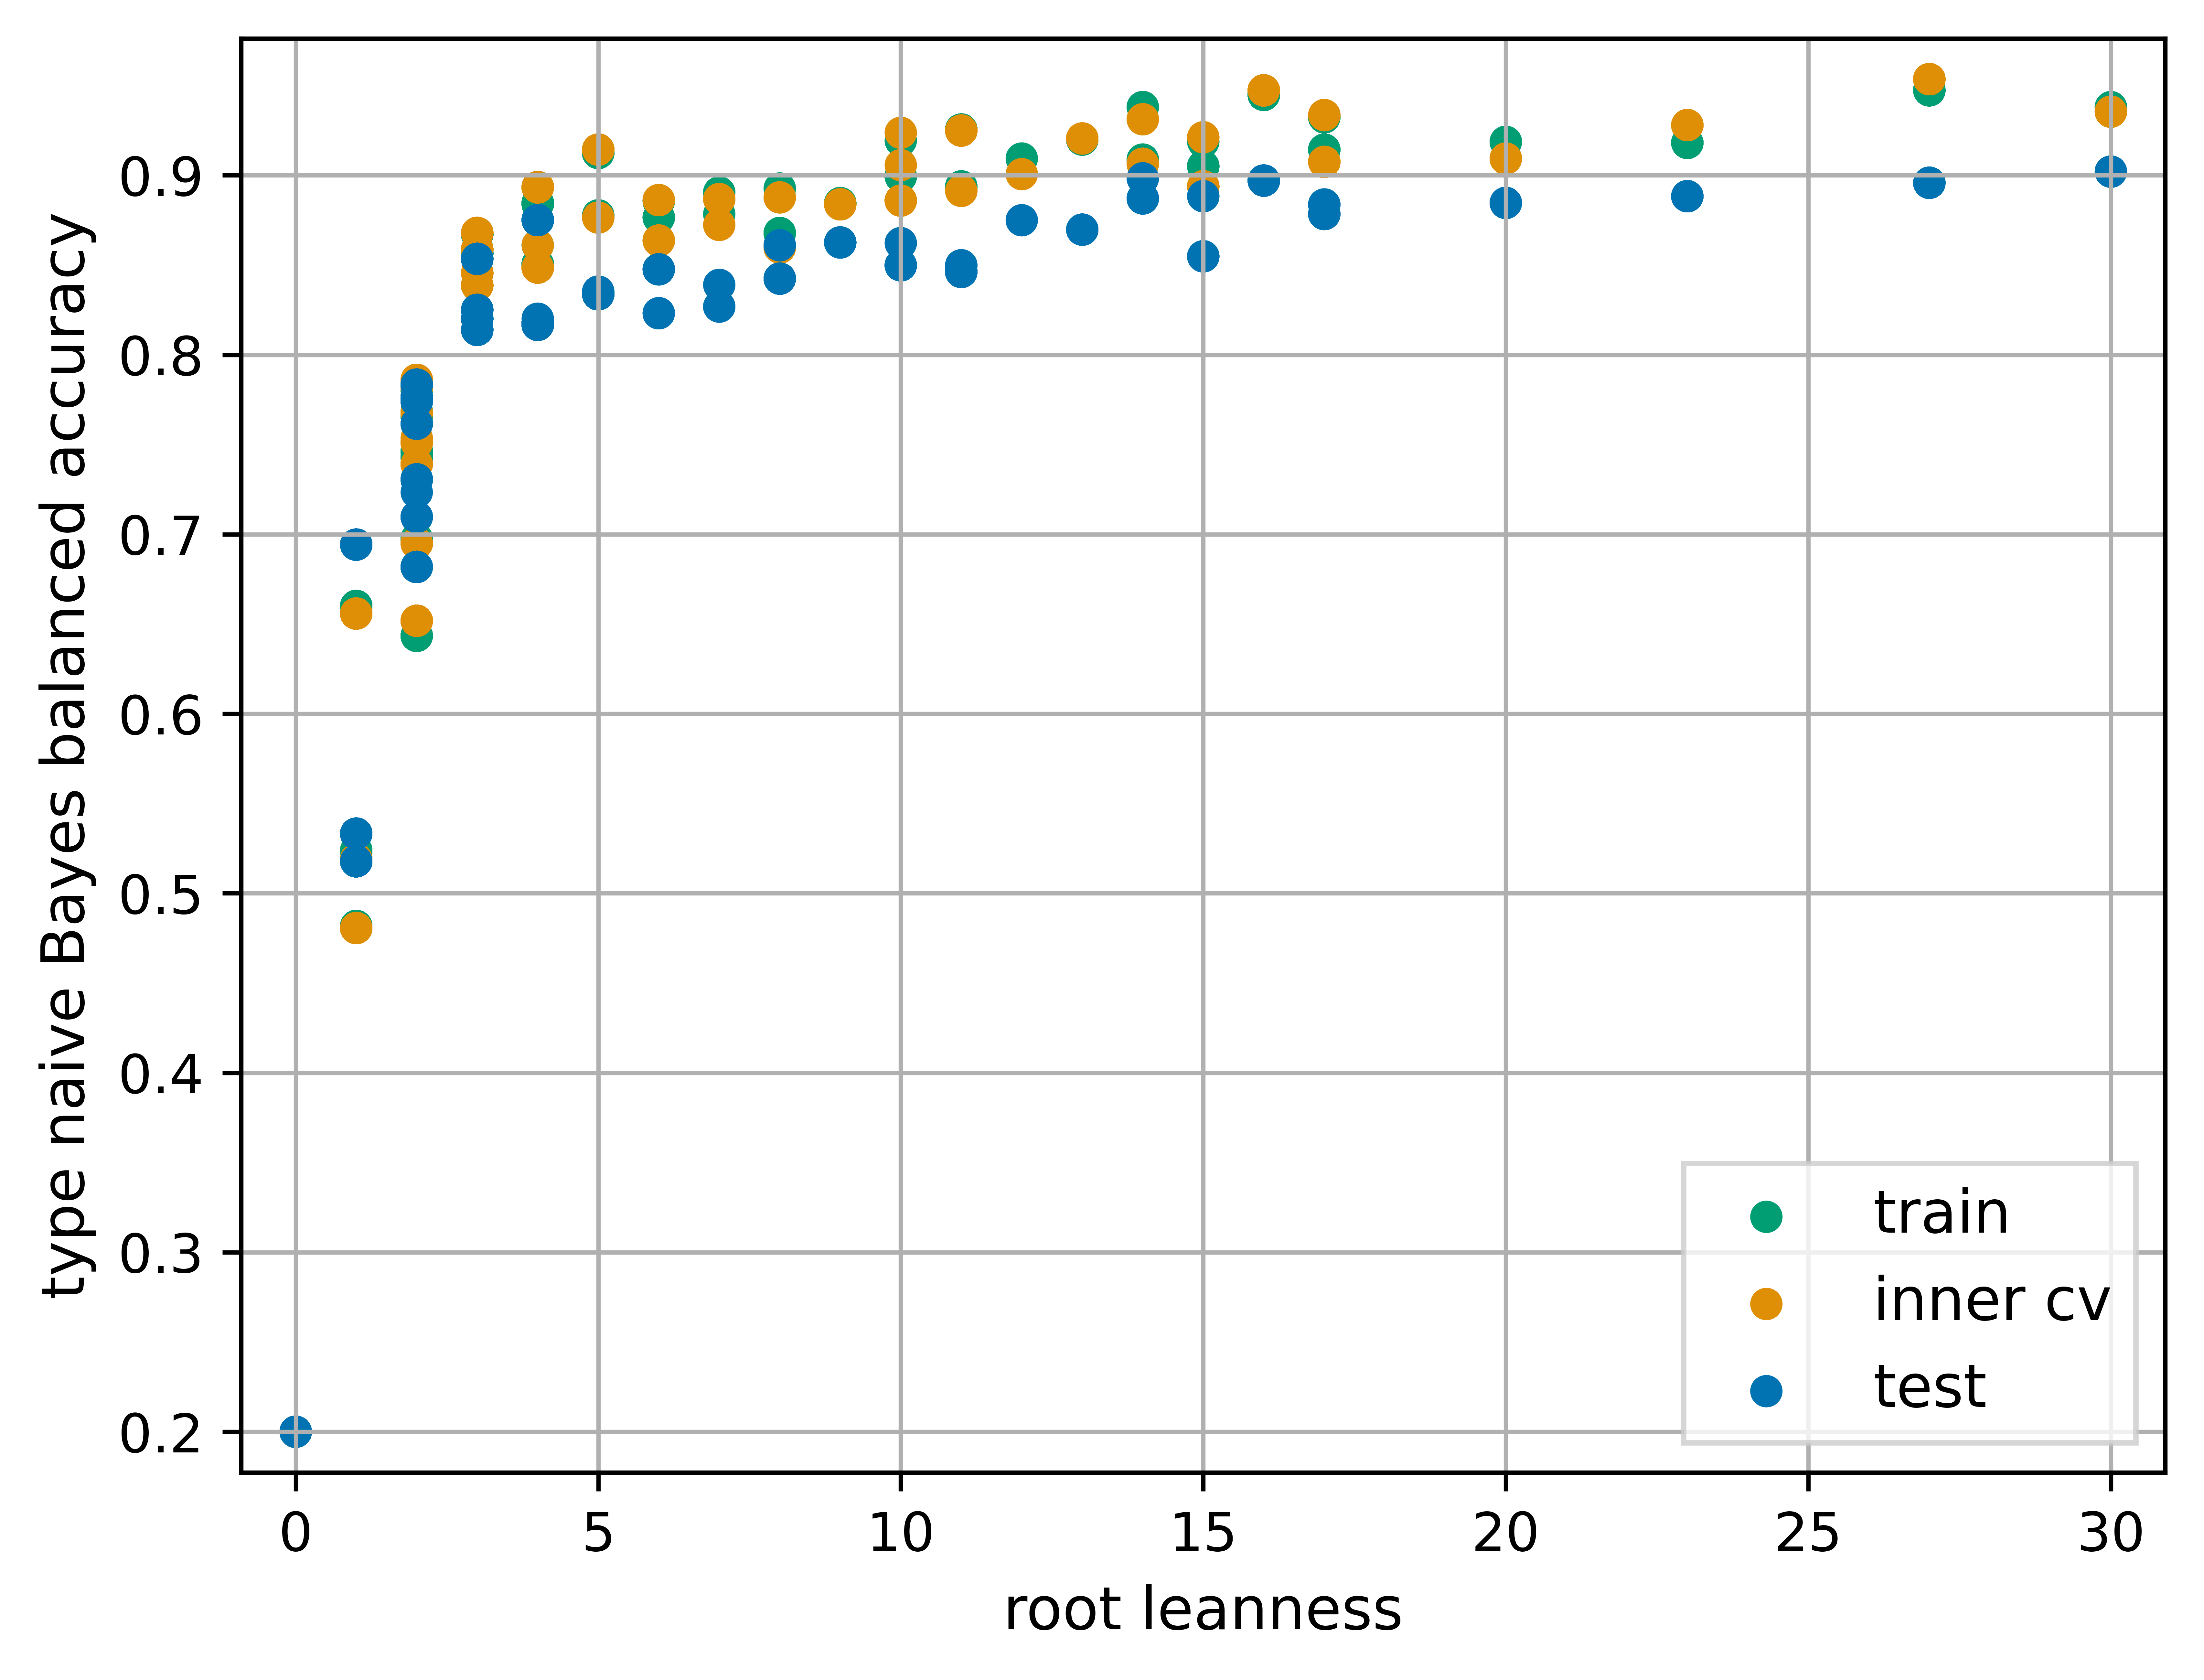 type naive Bayes balanced accuracy
0.9
0.8
0.7
0.6
0.5
0.4
0.3
0.2
train
inner cv
test
0 5 10 15 20 25 30
root leanness